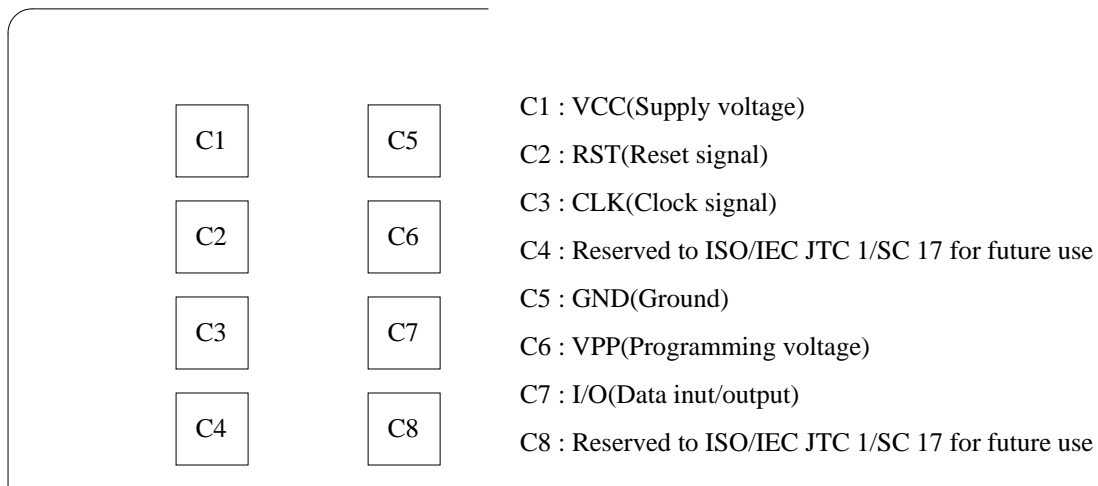 C1
C5
C2
C6
C3
C7
C4
C8
C1 : VCC(Supply voltage)
C2 : RST(Reset signal)
C3 : CLK(Clock signal)
C4 : Reserved to ISO/IEC JTC 1/SC 17 for future use
C5 : GND(Ground)
C6 : VPP(Programming voltage)
C7 : I/O(Data inut/output)
C8 : Reserved to ISO/IEC JTC 1/SC 17 for future use